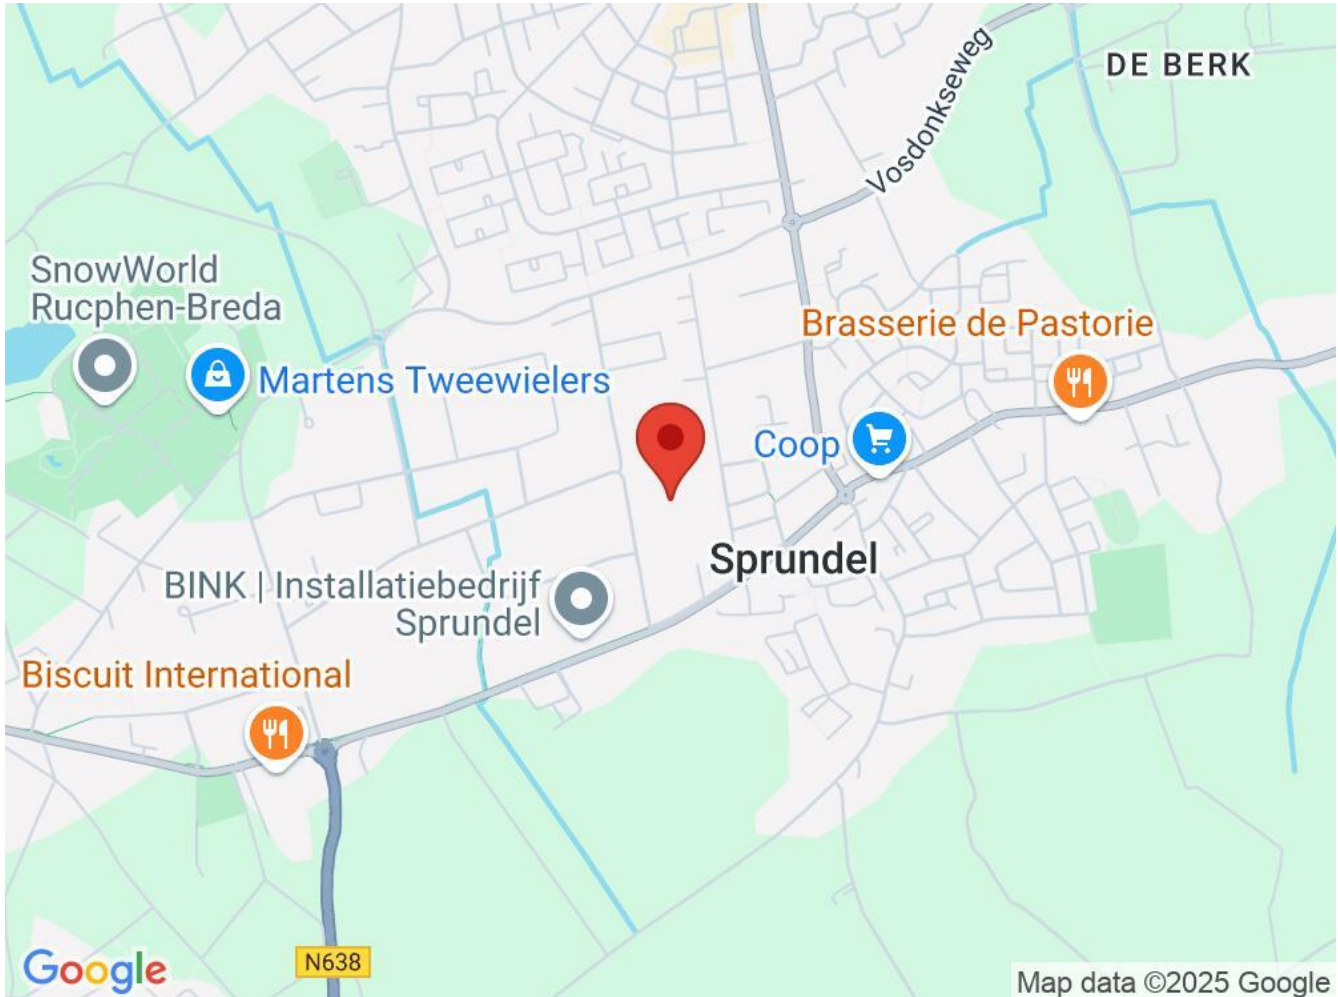 DE BERK
Vosdonkseweg
SnowWorld
Rucphen-Breda
Brasserie de Pastorie
Martens Tweewielers
Coop
Sprundel
BINK | Installatiebedrijf
Sprundel
Biscuit International
N638
Google
Map data ©2025 Google